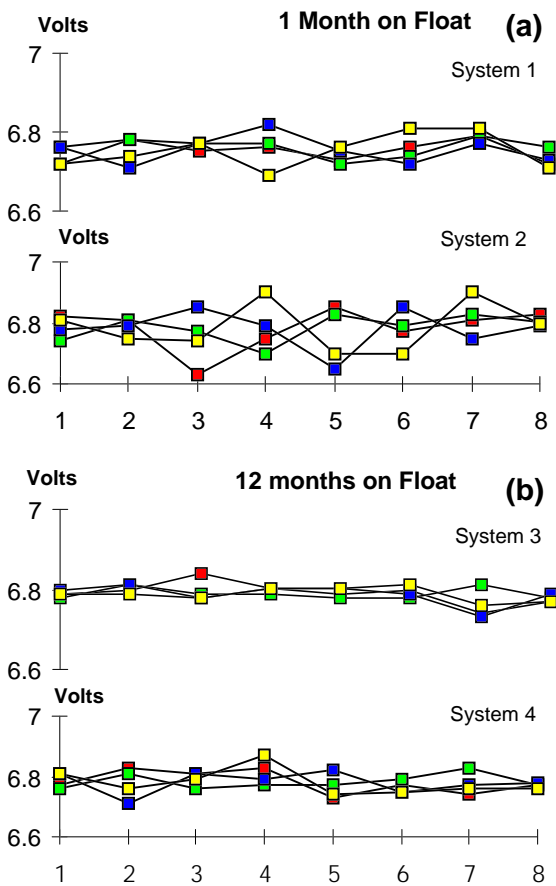 1 Month on Float (a)
Volts
System 1
7
6.8
6.6
Volts
System 2
7
6.8
6.6
1 2 3 4 5 6 7 8
12 months on Float (b)
Volts
System 3
7
6.8
6.6
Volts
System 4
7
6.8
6.6
1 2 3 4 5 6 7 8